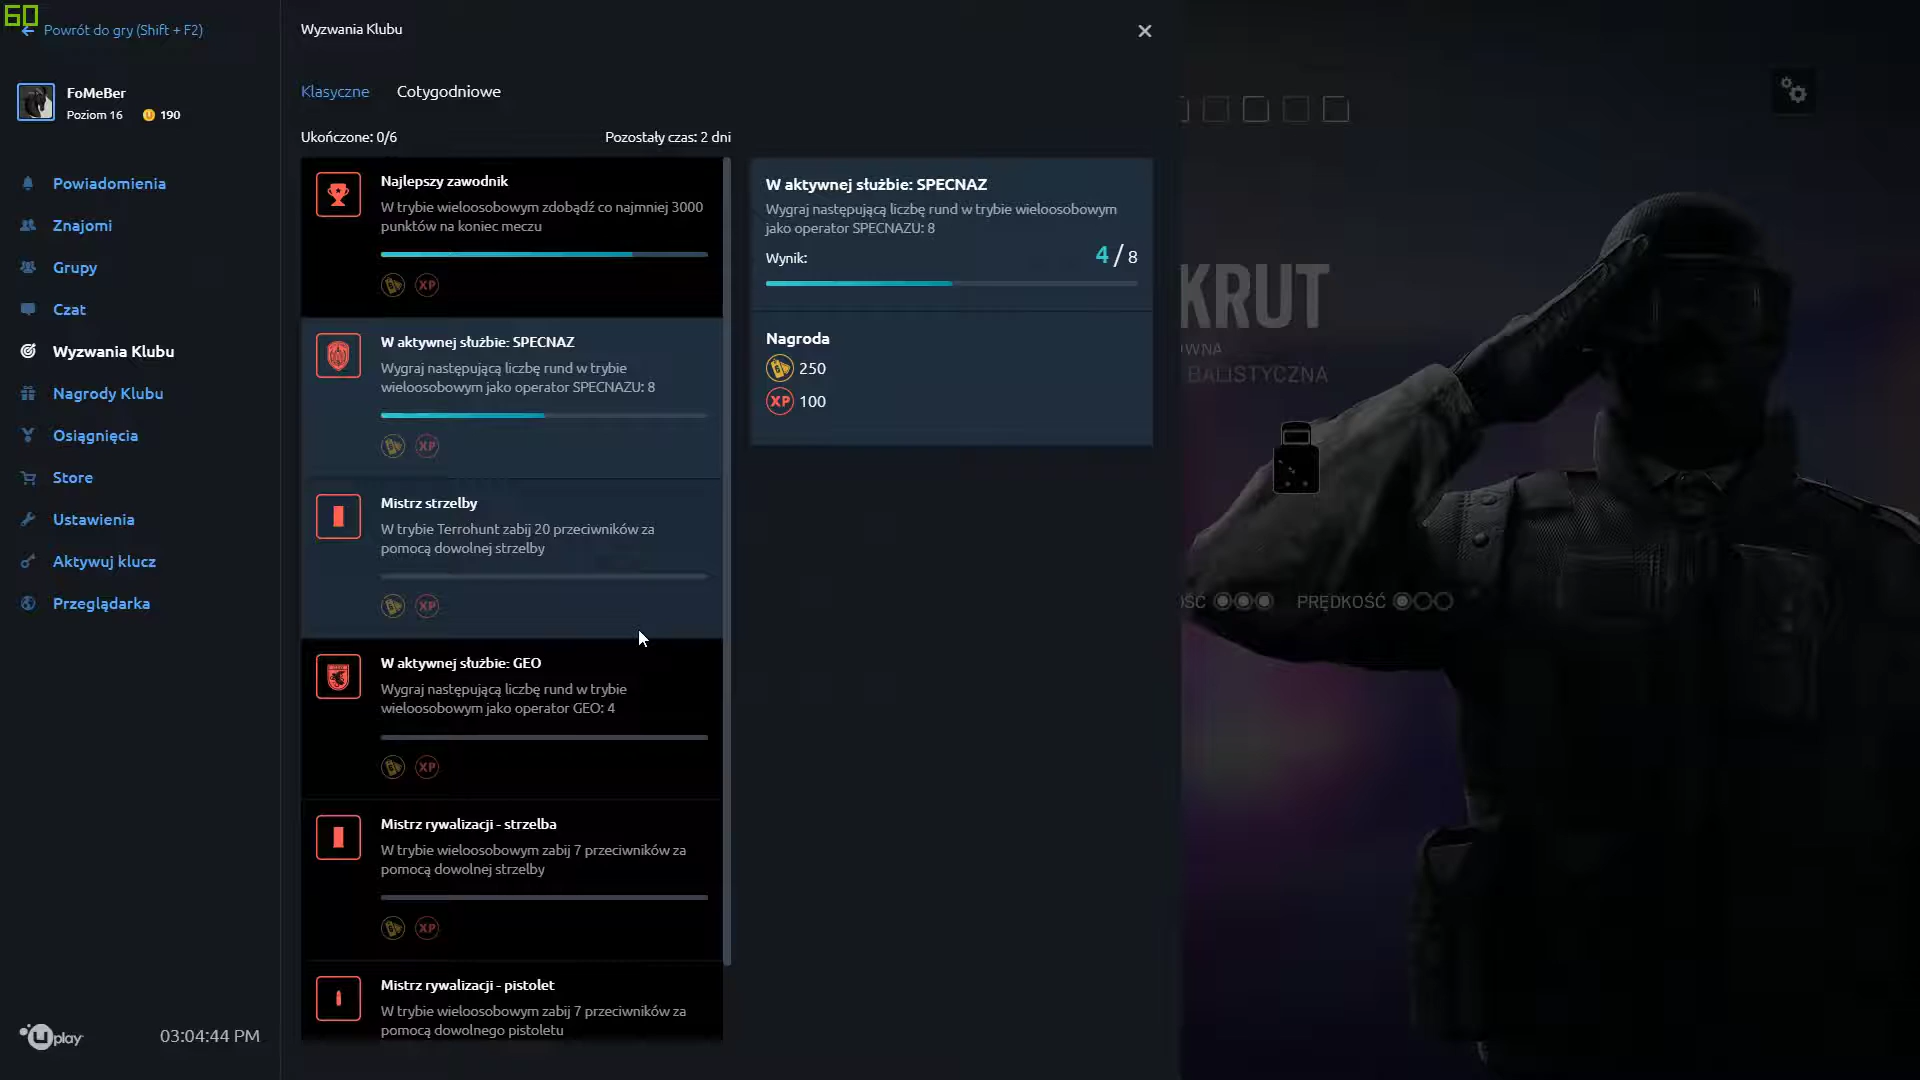 60
Powrót do gry (Shift + F2)
FoMeBer
Poziom 16
190
Powiadomienia
Znajomi
Grupy
Czat
Wyzwania Klubu
Nagrody Klubu
Osiągnięcia
Store
Ustawienia
Aktywuj klucz
Przeglądarka
uplay
03:04:44 PM
Wyzwania Klubu
Klasyczne
Cotygodniowe
Ukończone: 0/6
Pozostały czas: 2 dni
Najlepszy zawodnik
W trybie wieloosobowym zdobądź co najmniej 3000
punktów na koniec meczu
XP
W aktywnej służbie: SPECNAZ
Wygraj następującą liczbę rund w trybie
wieloosobowym jako operator SPECNAZU: 8
XP
Mistrz strzelby
W trybie Terrohunt zabij 20 przeciwników za
pomocą dowolnej strzelby
XP
W aktywnej służbie: GEO
Wygraj następującą liczbę rund w trybie
wieloosobowym jako operator GEO: 4
XP
Mistrz rywalizacji - strzelba
W trybie wieloosobowym zabij 7 przeciwników za
pomocą dowolnej strzelby
XP
Mistrz rywalizacji - pistolet
W trybie wieloosobowym zabij 7 przeciwników za
pomocą dowolnego pistoletu
W aktywnej służbie: SPECNAZ
Wygraj następującą liczbę rund w trybie wieloosobowym
jako operator SPECNAZU: 8
Wynik:
4 / 8
Nagroda
250
XP 100
KRUT
WNA
BALISTYCZNA
ŚĆ
PRĘDKOŚĆ